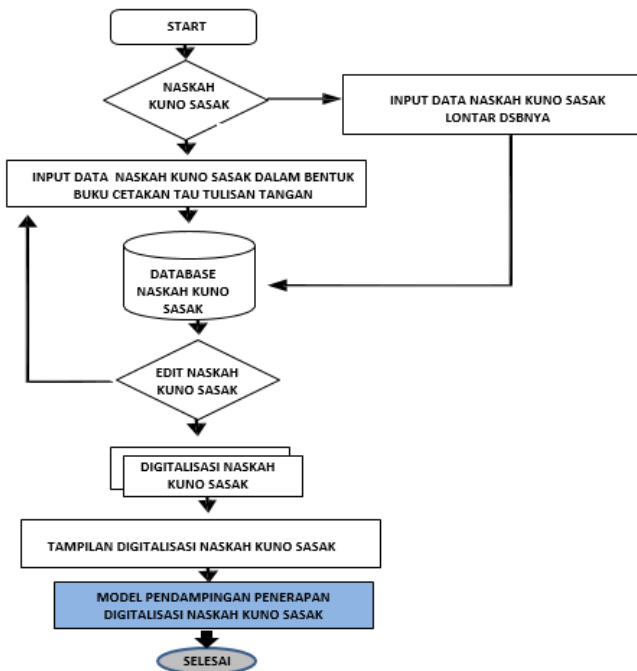 START
NASKAH
KUNO SASAK
INPUT DATA NASKAH KUNO SASAK
LONTAR DSBNYA
INPUT DATA NASKAH KUNO SASAK DALAM BENTUK
BUKU CETAKAN TAU TULISAN TANGAN
DATABASE
NASKAH KUNO
SASAK
EDIT NASKAH
KUNO SASAK
DIGITALISASI NASKAH
KUNO SASAK
TAMPILAN DIGITALISASI NASKAH KUNO SASAK
MODEL PENDAMPINGAN PENERAPAN
DIGITALISASI NASKAH KUNO SASAK
SELESAI